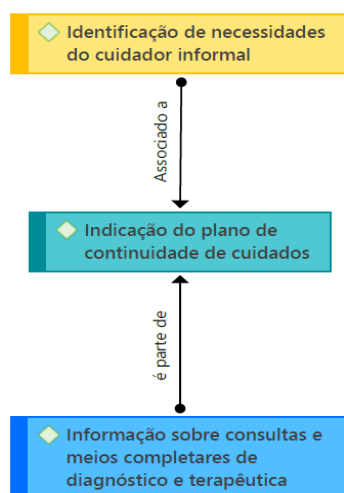 Identificação de necessidades
do cuidador informal
Associado a
Indicação do plano de
continuidade de cuidados
é parte de
Informação sobre consultas e
meios completares de
diagnóstico e terapêutica